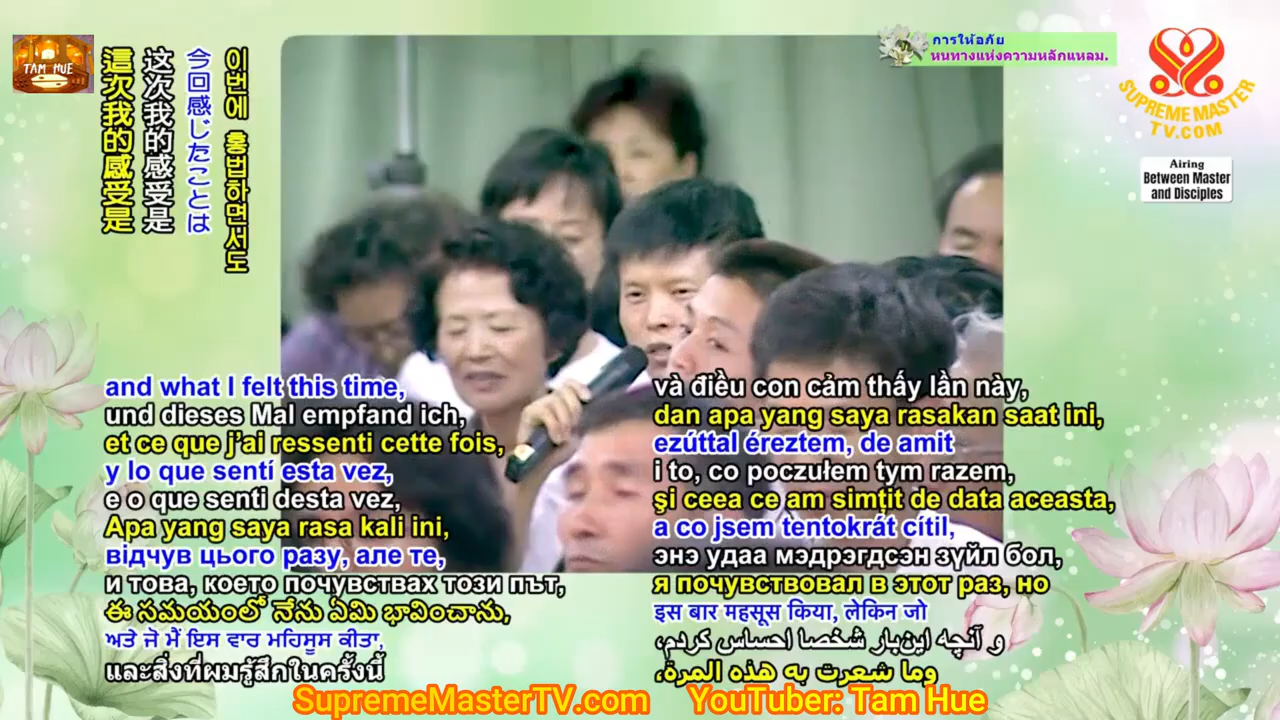 TAM HUE
這次我的感受是
这次我的感受是
今回感じたことは
이번에 홍법하면서도
การให้อภัย
หนทางแห่งความหลักแหลม.
SUPREME MASTER
TV.COM
Airing
Between Master
and Disciples
and what I felt this time,
und dieses Mal empfand ich,
et ce que j’ai ressenti cette fois,
y lo que sentí esta vez,
e o que senti desta vez,
Apa yang saya rasa kali ini,
відчув цього разу, але те,
и това, което почувствах този път,
ఈ సమయంలో నేను ఏమి భావించాను,
ਅਤੇ ਜੋ ਮੈਂ ਇਸ ਵਾਰ ਮਹਿਸੂਸ ਕੀਤਾ,
และสิ่งที่ผมรู้สึกในครั้งนี้
và điều con cảm thấy lần này,
dan apa yang saya rasakan saat ini,
ezúttal éreztem, de amit
i to, co poczułem tym razem,
şi ceea ce am simţit de data aceasta,
a co jsem tentokrát cítil,
энэ удаа мэдрэгдсэн зүйл бол,
я почувствовал в этот раз, но
इस बार महसूस किया, लेकिन जो
و آنچه این‌بار شخصا احساس کردم،
وما شعرت به هذه المرة،
SupremeMasterTV.com YouTuber: Tam Hue